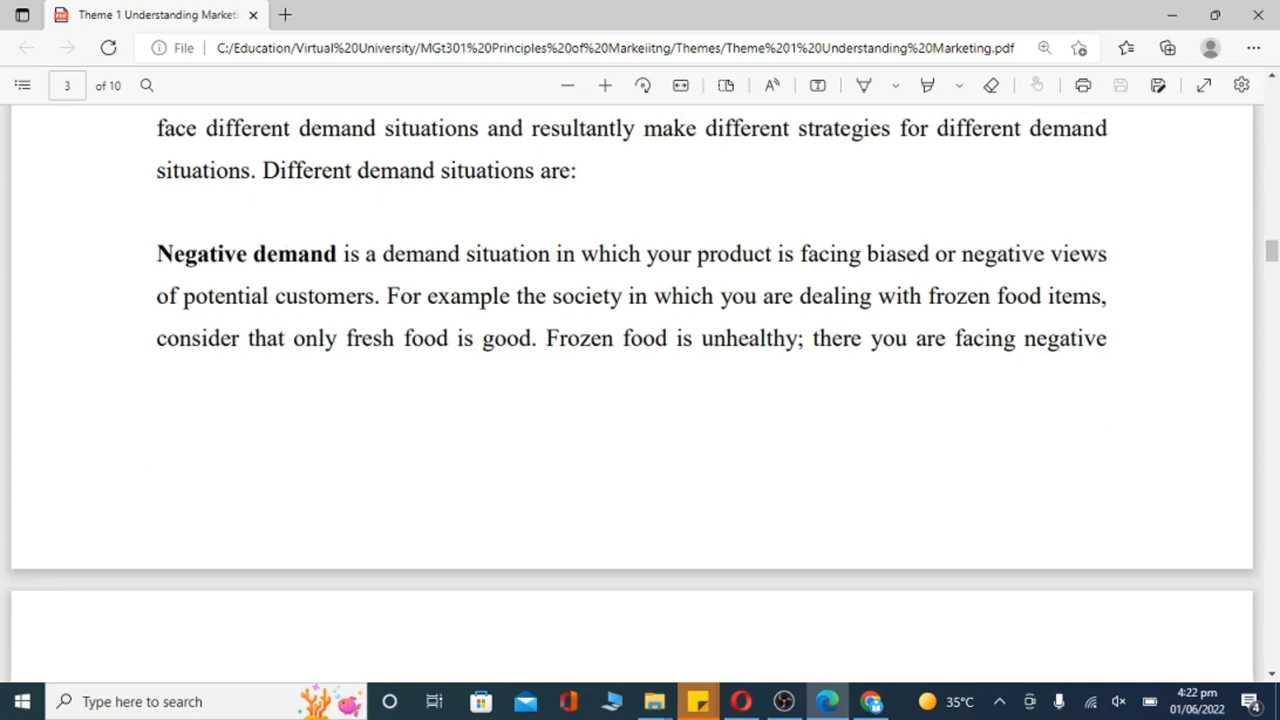 Theme 1 Understanding Marketi
File
C:/Education/Virtual%20University/MGt301%20Principles%20of%20Markeiitng/Themes/Theme%201%20Understanding%20Marketing.pdf
3 of 10
face different demand situations and resultantly make different strategies for different demand
situations. Different demand situations are:
Negative demand is a demand situation in which your product is facing biased or negative views
of potential customers. For example the society in which you are dealing with frozen food items,
consider that only fresh food is good. Frozen food is unhealthy; there you are facing negative
Type here to search
35°C
4:22 pm
01/06/2022
4